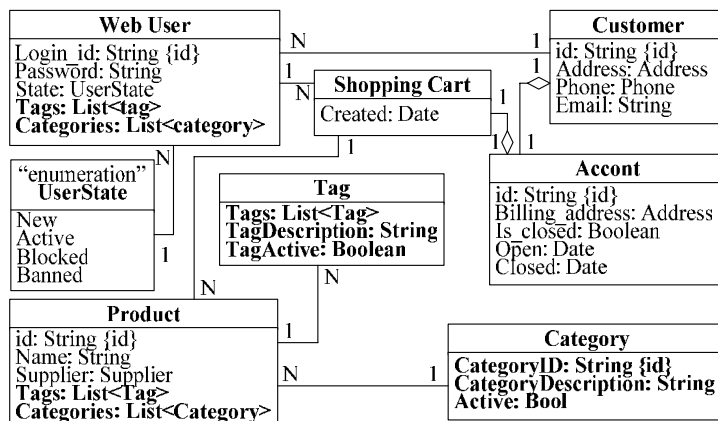 Web User
Login_id: String {id}
Password: String
State: UserState
Tags: List<tag>
Categories: List<category>
N
1
Customer
id: String {id}
Address: Address
Phone: Phone
Email: String
1
N
Shopping Cart
Created: Date
1
1
1
1
1
N
"enumeration"
UserState
New
Active
Blocked
Banned
1
Tag
Tags: List<Tag>
TagDescription: String
TagActive: Boolean
N
Accont
id: String {id}
Billing_address: Address
Is_closed: Boolean
Open: Date
Closed: Date
N
Product
id: String {id}
Name: String
Supplier: Supplier
Tags: List<Tag>
Categories: List<Category>
1
N
1
Category
CategoryID: String {id}
CategoryDescription: String
Active: Bool